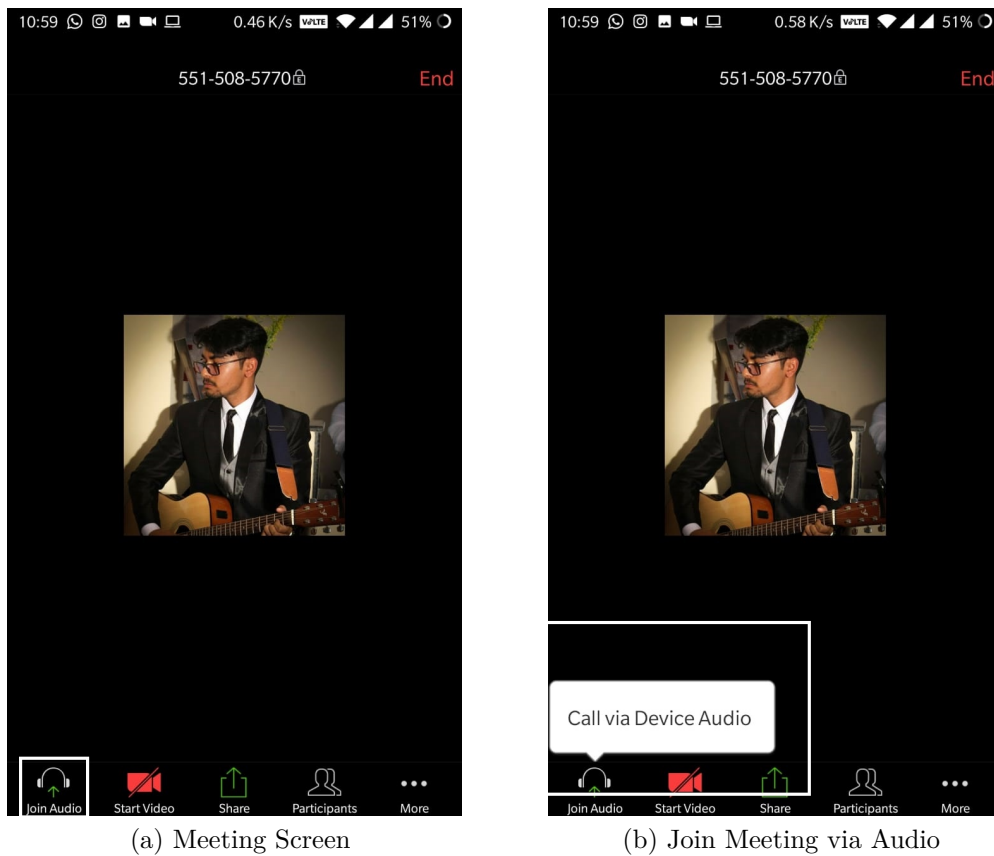 10:59 0.46 K/s VoLTE 51%
551-508-5770 E End
Join Audio Start Video Share Participants More
(a) Meeting Screen
10:59 0.58 K/s VoLTE 51%
551-508-5770 E End
Call via Device Audio
Join Audio Start Video Share Participants More
(b) Join Meeting via Audio